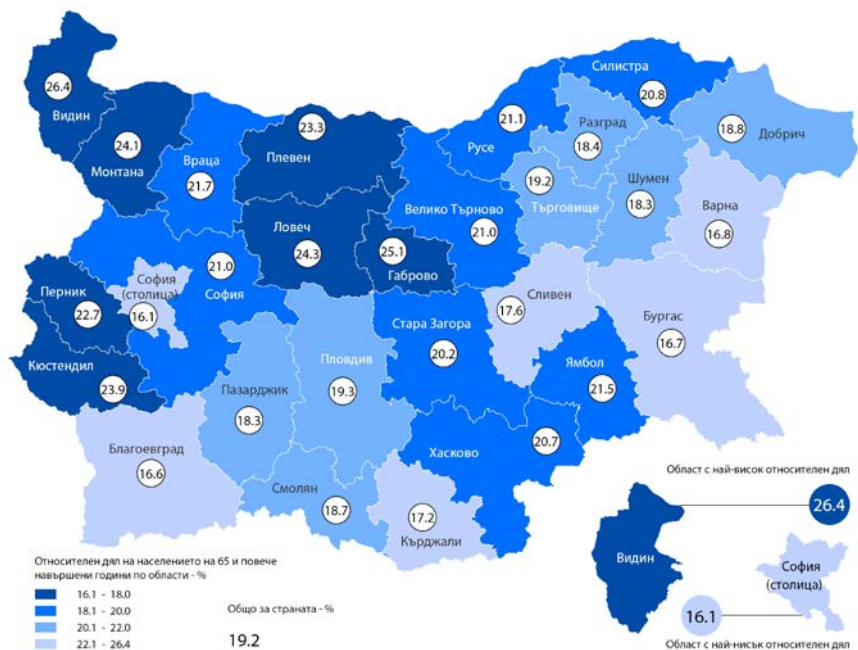 Силистра
20.8
26.4
Видин
24.1
Монтана
Враца
21.7
23.3
Плевен
21.1
Русе
Разград
18.4
18.8
Добрич
19.2
Търговище
Шумен
18.3
Варна
16.8
Велико Търново
21.0
Ловеч
24.3
25.1
Габрово
21.0
София
София
(столица)
16.1
Перник
22.7
Кюстендил
23.9
Сливен
17.6
Бургас
16.7
Стара Загора
20.2
Ямбол
21.5
Пловдив
19.3
Пазарджик
18.3
Благоевград
16.6
Хасково
20.7
Смолян
18.7
17.2
Кърджали
Област с най-висок относителен дял
26.4
Видин
София
(столица)
16.1
Област с най-нисък относителен дял
Относителен дял на населението на 65 и повече
навършени години по области - %
16.1 - 18.0
18.1 - 20.0
20.1 - 22.0
22.1 - 26.4
Общо за страната - %
19.2